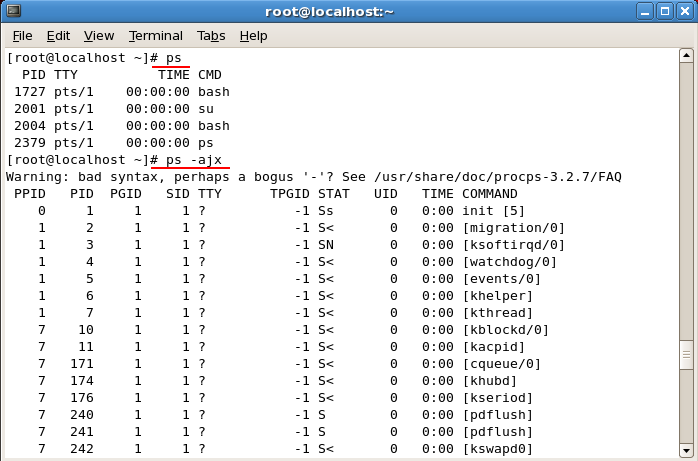 root@localhost:~
File Edit View Terminal Tabs Help
[root@localhost ~]# ps
  PID TTY          TIME CMD
 1727 pts/1    00:00:00 bash
 2001 pts/1    00:00:00 su
 2004 pts/1    00:00:00 bash
 2379 pts/1    00:00:00 ps
[root@localhost ~]# ps -ajx
Warning: bad syntax, perhaps a bogus '-'? See /usr/share/doc/procps-3.2.7/FAQ
 PPID   PID  PGID   SID TTY      TPGID STAT   UID   TIME COMMAND
    0     1     1     1 ?           -1 Ss       0   0:00 init [5]
    1     2     1     1 ?           -1 S<       0   0:00 [migration/0]
    1     3     1     1 ?           -1 SN       0   0:00 [ksoftirqd/0]
    1     4     1     1 ?           -1 S<       0   0:00 [watchdog/0]
    1     5     1     1 ?           -1 S<       0   0:00 [events/0]
    1     6     1     1 ?           -1 S<       0   0:00 [khelper]
    1     7     1     1 ?           -1 S<       0   0:00 [kthread]
    7    10     1     1 ?           -1 S<       0   0:00 [kblockd/0]
    7    11     1     1 ?           -1 S<       0   0:00 [kacpid]
    7   171     1     1 ?           -1 S<       0   0:00 [cqueue/0]
    7   174     1     1 ?           -1 S<       0   0:00 [khubd]
    7   176     1     1 ?           -1 S<       0   0:00 [kseriod]
    7   240     1     1 ?           -1 S        0   0:00 [pdflush]
    7   241     1     1 ?           -1 S        0   0:00 [pdflush]
    7   242     1     1 ?           -1 S<       0   0:00 [kswapd0]